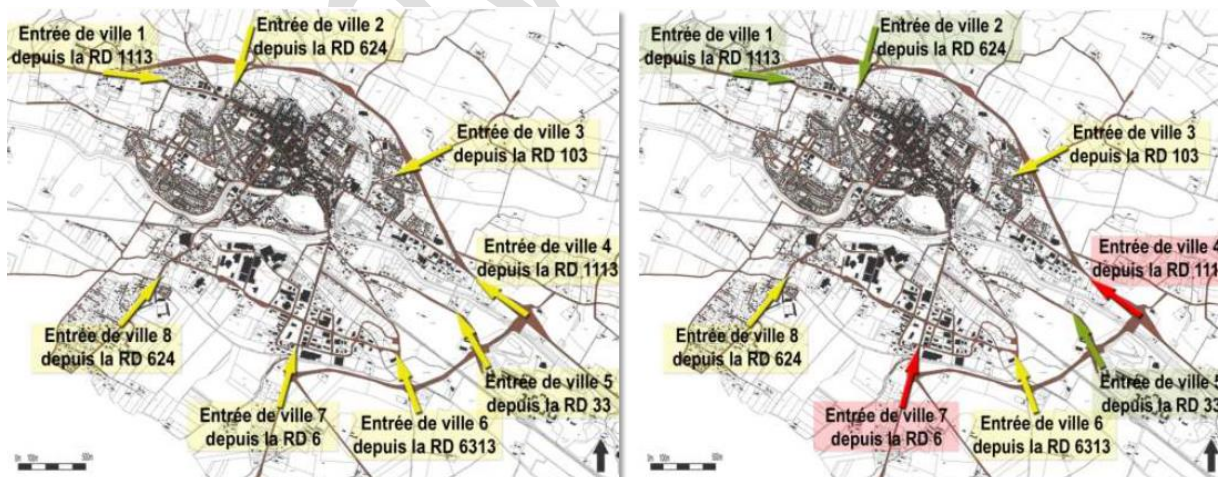 Entrée de ville 1
depuis la RD 1113
Entrée de ville 2
depuis la RD 624
Entrée de ville 3
depuis la RD 103
Entrée de ville 4
depuis la RD 1113
Entrée de ville 8
depuis la RD 624
Entrée de ville 5
depuis la RD 33
Entrée de ville 7
depuis la RD 6
Entrée de ville 6
depuis la RD 6313
Entrée de ville 1
depuis la RD 1113
Entrée de ville 2
depuis la RD 624
Entrée de ville 3
depuis la RD 103
Entrée de ville 4
depuis la RD 111
Entrée de ville 8
depuis la RD 624
Entrée de ville 5
depuis la RD 33
Entrée de ville 7
depuis la RD 6
Entrée de ville 6
depuis la RD 6313